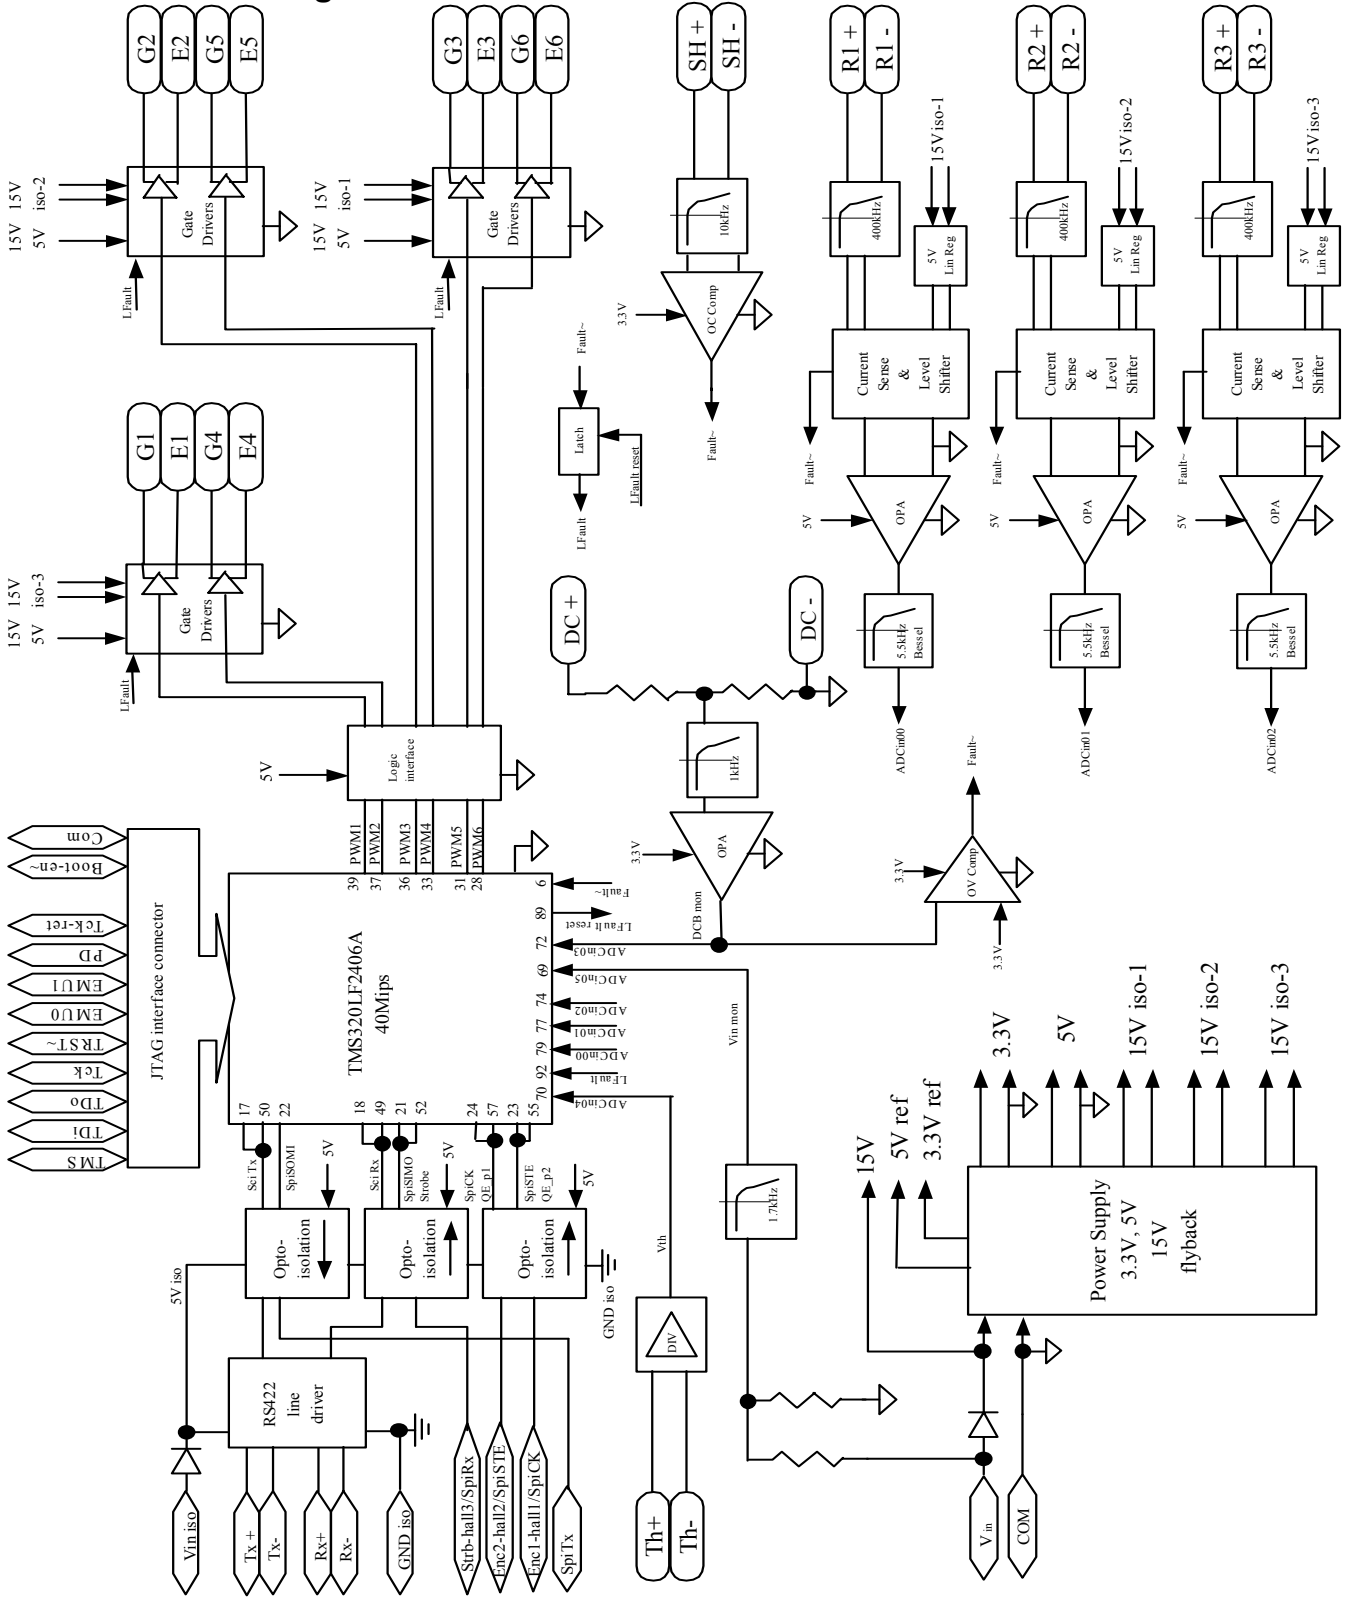 G2
E2
G5
E5
G3
E3
G6
E6
SH +
SH -
R1 +
R1 -
R2 +
R2 -
R3 +
R3 -
15V 15V
5V iso-2
LFault
Gate
Drivers
15V 15V
5V iso-1
LFault
Gate
Drivers
10kHz
3.3V
OC Comp
Fault~
Fault~
Latch
LFault reset
LFault
400kHz
15Viso-1
5V
Lin Reg
Current
Sense
&
Level
Shifter
Fault~
5V
OPA
5.5kHz
Bessel
ADCin00
400kHz
15Viso-2
5V
Lin Reg
Current
Sense
&
Level
Shifter
Fault~
5V
OPA
5.5kHz
Bessel
ADCin01
400kHz
15Viso-3
5V
Lin Reg
Current
Sense
&
Level
Shifter
Fault~
5V
OPA
5.5kHz
Bessel
ADCin02
G1
E1
G4
E4
15V 15V
5V iso-3
LFault
Gate
Drivers
DC +
DC -
1kHz
3.3V
OPA
DCB mon
3.3V
OV Comp
3.3V
Fault~
5V
Logic
interface
PWM1
PWM2
PWM3
PWM4
PWM5
PWM6
39
37
36
33
31
28
Com
Boot-en~
Tck-ret
PD
EMU1
EMU0
TRST~
Tck
TDo
TDi
TMS
JTAG interface connector
TMS320LF2406A
40Mips
6
89
72
69
74
77
79
92
70
Fault~
LFault reset
ADCin03
ADCin05
ADCin02
ADCin01
ADCin00
LFault
ADCin04
17
50
22
18
49
21
52
24
57
23
55
Sci Tx
SpiSOMI
5V
Sci Rx
SpiSIMO
Strobe
5V
SpiCK
QE_p1
SpiSTE
QE_p2
5V
Opto-
isolation
Opto-
isolation
Opto-
isolation
5V iso
GND iso
RS422
line
driver
Vin iso
Tx +
Tx-
Rx+
Rx-
GND iso
Strb-hall3/SpiRx
Enc2-hall2/SpiSTE
Enc1-hall1/SpiCK
SpiTx
Th+
Th-
DIV
Vth
1.7kHz
Vin mon
V in
COM
15V
5V ref
3.3V ref
Power Supply
3.3V, 5V
15V
flyback
3.3V
5V
15V iso-1
15V iso-2
15V iso-3